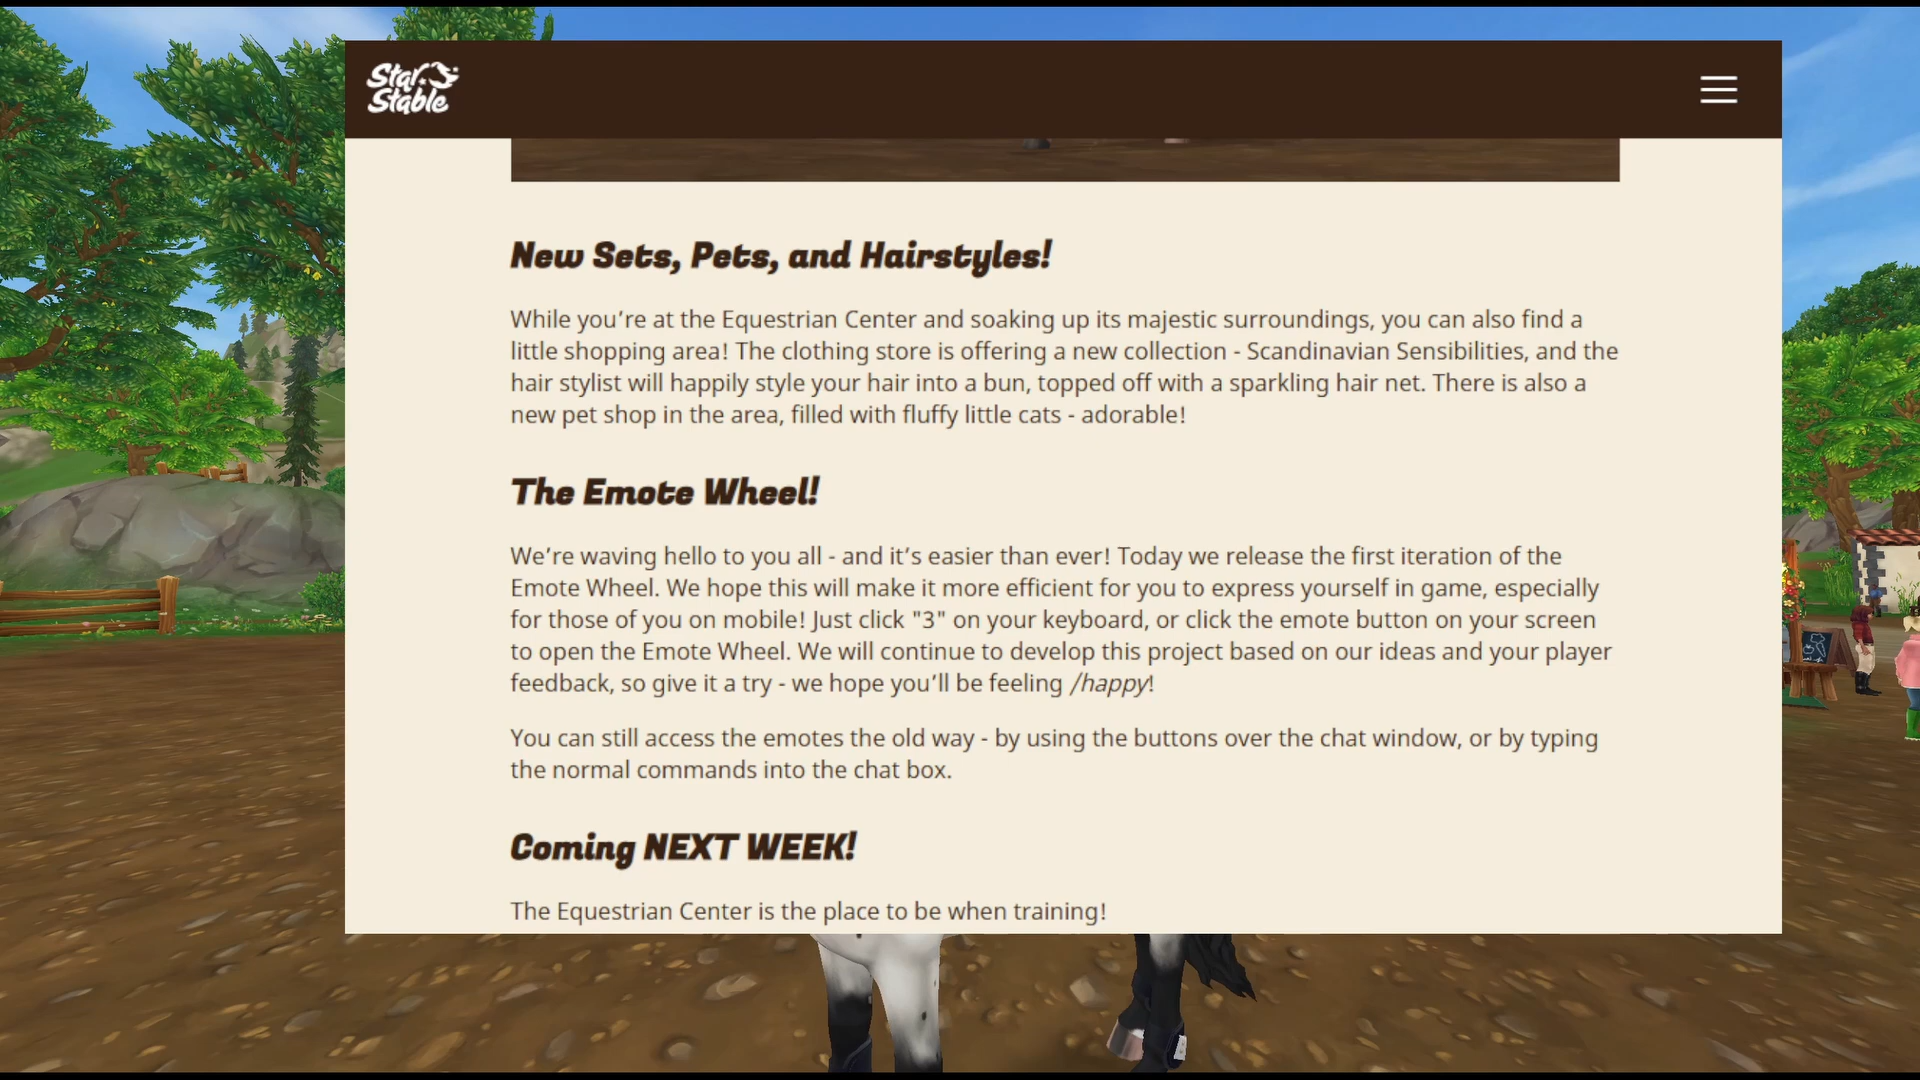 Star
Stable
New Sets, Pets, and Hairstyles!
While you’re at the Equestrian Center and soaking up its majestic surroundings, you can also find a
little shopping area! The clothing store is offering a new collection - Scandinavian Sensibilities, and the
hair stylist will happily style your hair into a bun, topped off with a sparkling hair net. There is also a
new pet shop in the area, filled with fluffy little cats - adorable!
The Emote Wheel!
We’re waving hello to you all - and it’s easier than ever! Today we release the first iteration of the
Emote Wheel. We hope this will make it more efficient for you to express yourself in game, especially
for those of you on mobile! Just click "3" on your keyboard, or click the emote button on your screen
to open the Emote Wheel. We will continue to develop this project based on our ideas and your player
feedback, so give it a try - we hope you’ll be feeling /happy!
You can still access the emotes the old way - by using the buttons over the chat window, or by typing
the normal commands into the chat box.
Coming NEXT WEEK!
The Equestrian Center is the place to be when training!